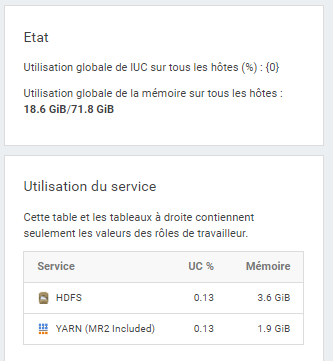 Etat
Utilisation globale de lUC sur tous les hôtes (%) : {0}
Utilisation globale de la mémoire sur tous les hôtes :
18.6 GiB/71.8 GiB
Utilisation du service
Cette table et les tableaux à droite contiennent
seulement les valeurs des rôles de travailleur.
Service UC % Mémoire
HDFS 0.13 3.6 GiB
YARN (MR2 Included) 0.13 1.9 GiB